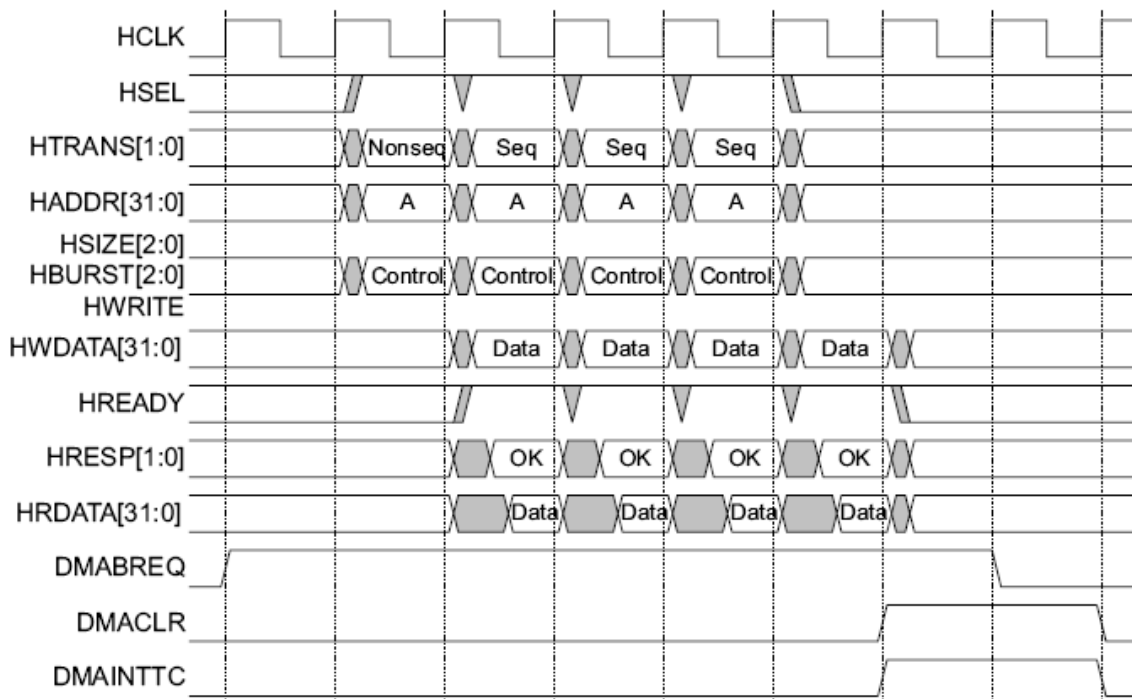 HCLK
HSEL
HTRANS[1:0] Nonseq Seq Seq Seq
HADDR[31:0] A A A A
HSIZE[2:0]
HBURST[2:0] Control Control Control Control
HWRITE
HWDATA[31:0] Data Data Data Data
HREADY
HRESP[1:0] OK OK OK OK
HRDATA[31:0] Data Data Data Data
DMABREQ
DMACLR
DMAINTTC